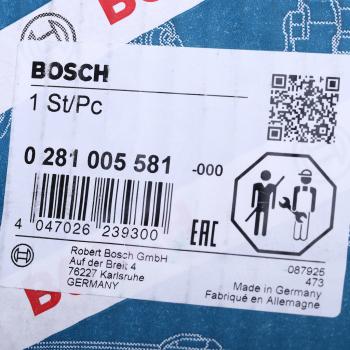 BOSCH
1 St/Pc
0 281 005 581 -000
4 047026 239300
EAC
Robert Bosch GmbH
Auf der Breit 4
76227 Karlsruhe
GERMANY
087925
473
Made in Germany
Fabriqué en Allemagne
BOSCH